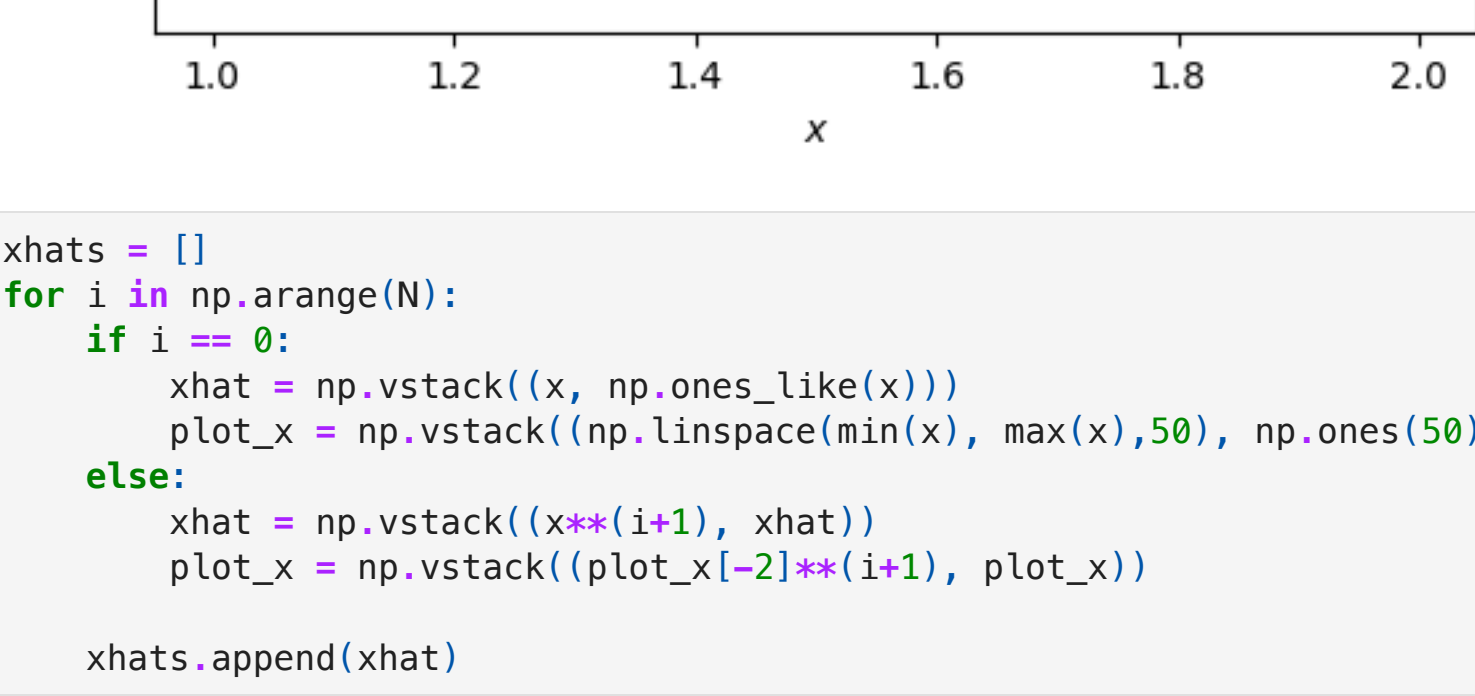 1.0 1.2 1.4 1.6 1.8 2.0
x
xhats = []
for i in np.arange(N):
    if i == 0:
        xhat = np.vstack((x, np.ones_like(x)))
        plot_x = np.vstack((np.linspace(min(x), max(x),50), np.ones(50)
    else:
        xhat = np.vstack((x**(i+1), xhat))
        plot_x = np.vstack((plot_x[-2]**(i+1), plot_x))
    xhats.append(xhat)